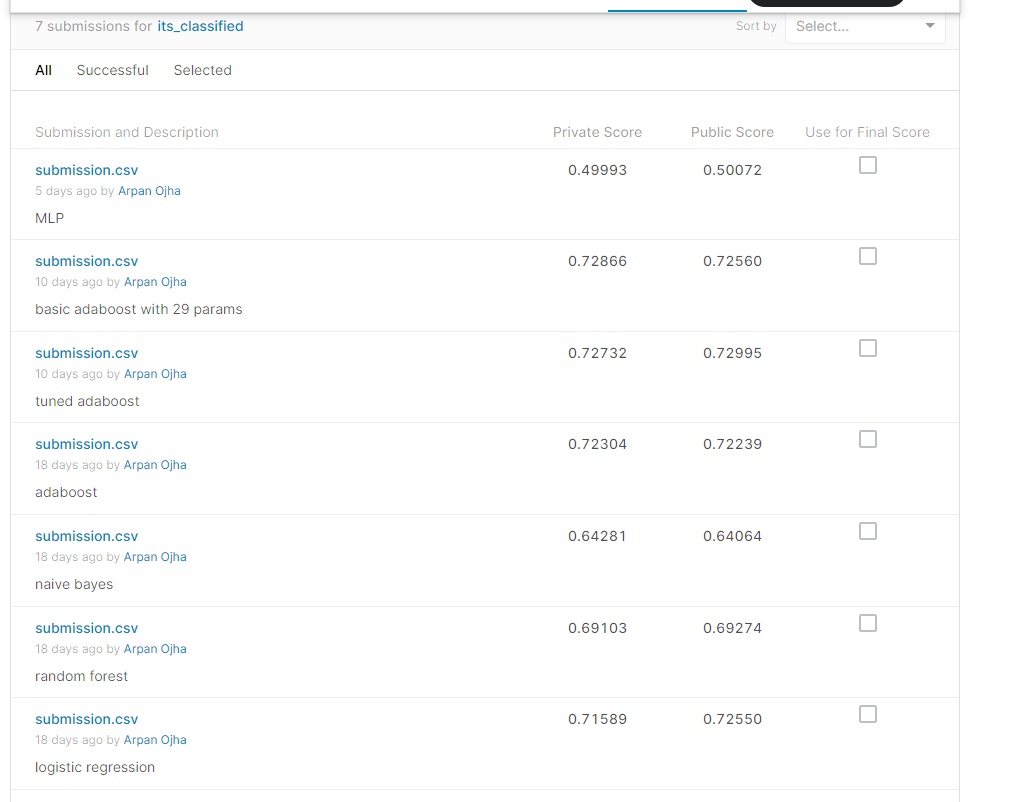 7 submissions for its_classified
Sort by Select...
All Successful Selected
Submission and Description Private Score Public Score Use for Final Score
submission.csv 0.49993 0.50072
5 days ago by Arpan Ojha
MLP
submission.csv 0.72866 0.72560
10 days ago by Arpan Ojha
basic adaboost with 29 params
submission.csv 0.72732 0.72995
10 days ago by Arpan Ojha
tuned adaboost
submission.csv 0.72304 0.72239
18 days ago by Arpan Ojha
adaboost
submission.csv 0.64281 0.64064
18 days ago by Arpan Ojha
naive bayes
submission.csv 0.69103 0.69274
18 days ago by Arpan Ojha
random forest
submission.csv 0.71589 0.72550
18 days ago by Arpan Ojha
logistic regression